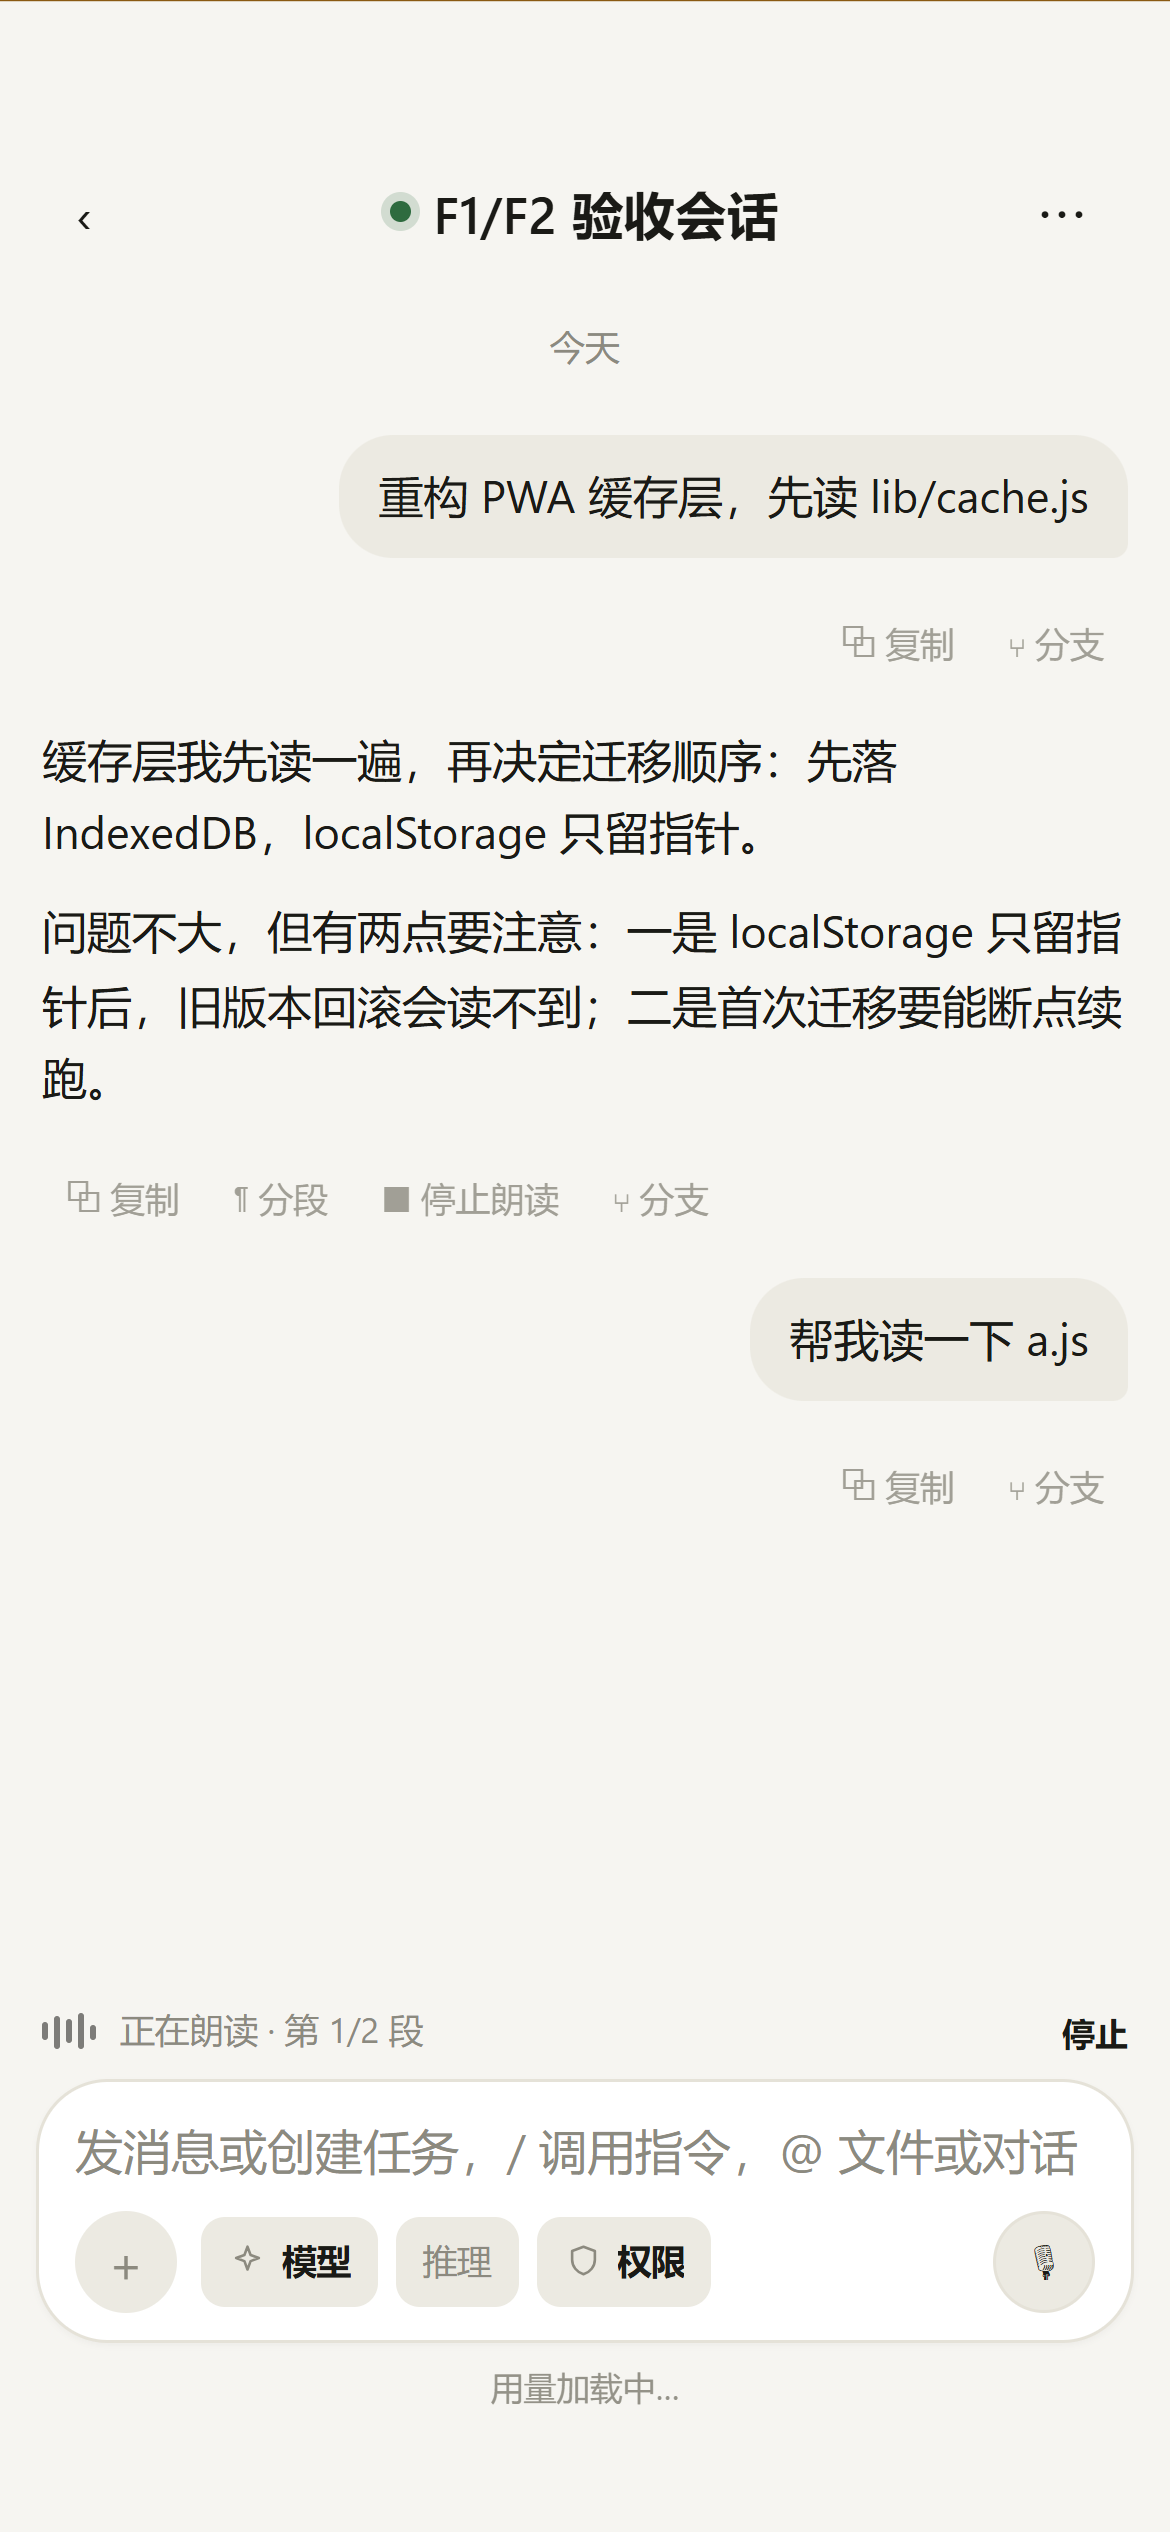 F1/F2 验收会话
今天
重构 PWA 缓存层，先读 lib/cache.js
复制 分支
缓存层我先读一遍，再决定迁移顺序：先落
IndexedDB，localStorage 只留指针。
问题不大，但有两点要注意：一是 localStorage 只留指
针后，旧版本回滚会读不到；二是首次迁移要能断点续
跑。
复制 ¶ 分段 停止朗读 分支
帮我读一下 a.js
复制 分支
正在朗读 · 第 1/2 段 停止
发消息或创建任务，/ 调用指令，@ 文件或对话
+ 模型 推理 权限
用量加载中...